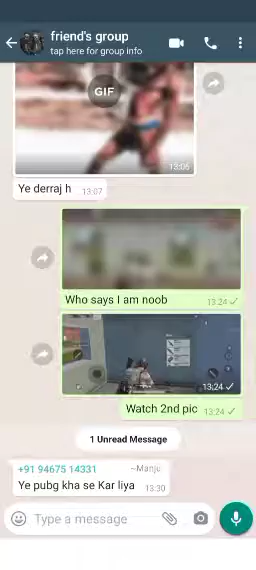 friend's group
tap here for group info
GIF
13:06
Ye derraj h 13:07
Who says I am noob 13:24
13:24
Watch 2nd pic 13:24
1 Unread Message
+91 94675 14331 ~Manju
Ye pubg kha se Kar liya 13:30
Type a message